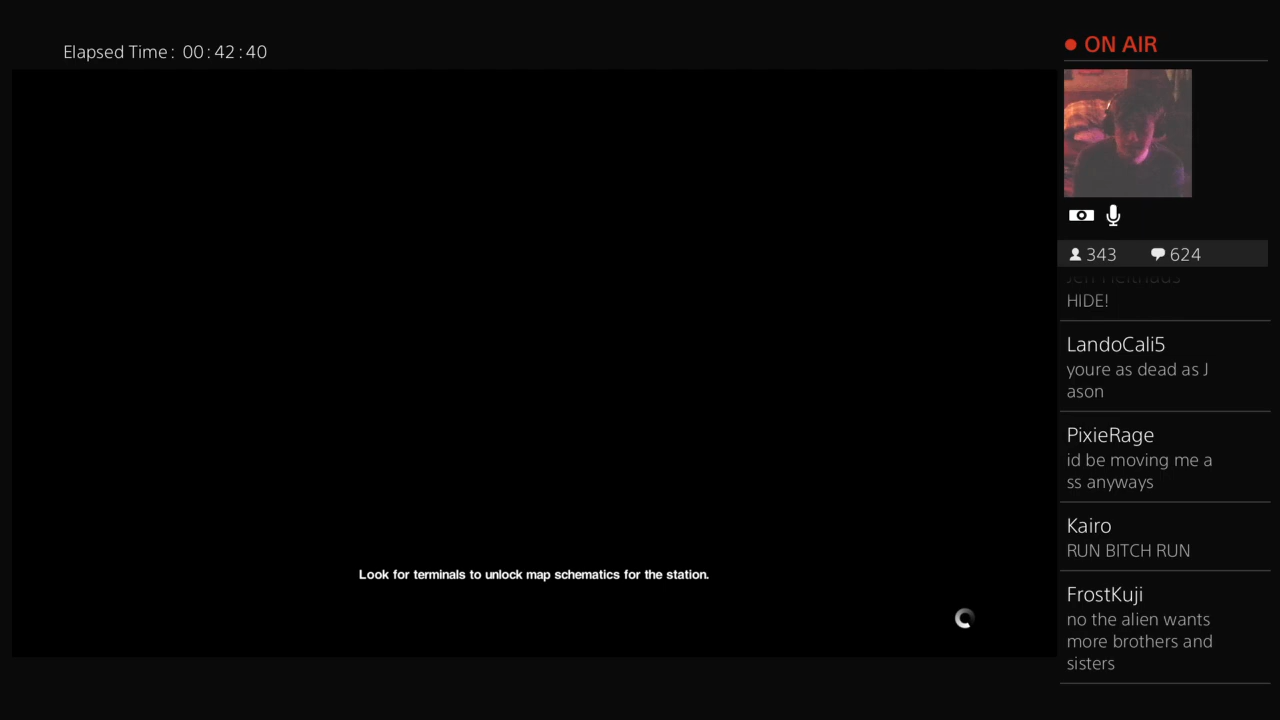 Elapsed Time: 00:42:40
ON AIR
343 624
HIDE!
LandoCali5
youre as dead as J
ason
PixieRage
id be moving me a
ss anyways
Kairo
RUN BITCH RUN
FrostKuji
no the alien wants
more brothers and
sisters
Look for terminals to unlock map schematics for the station.